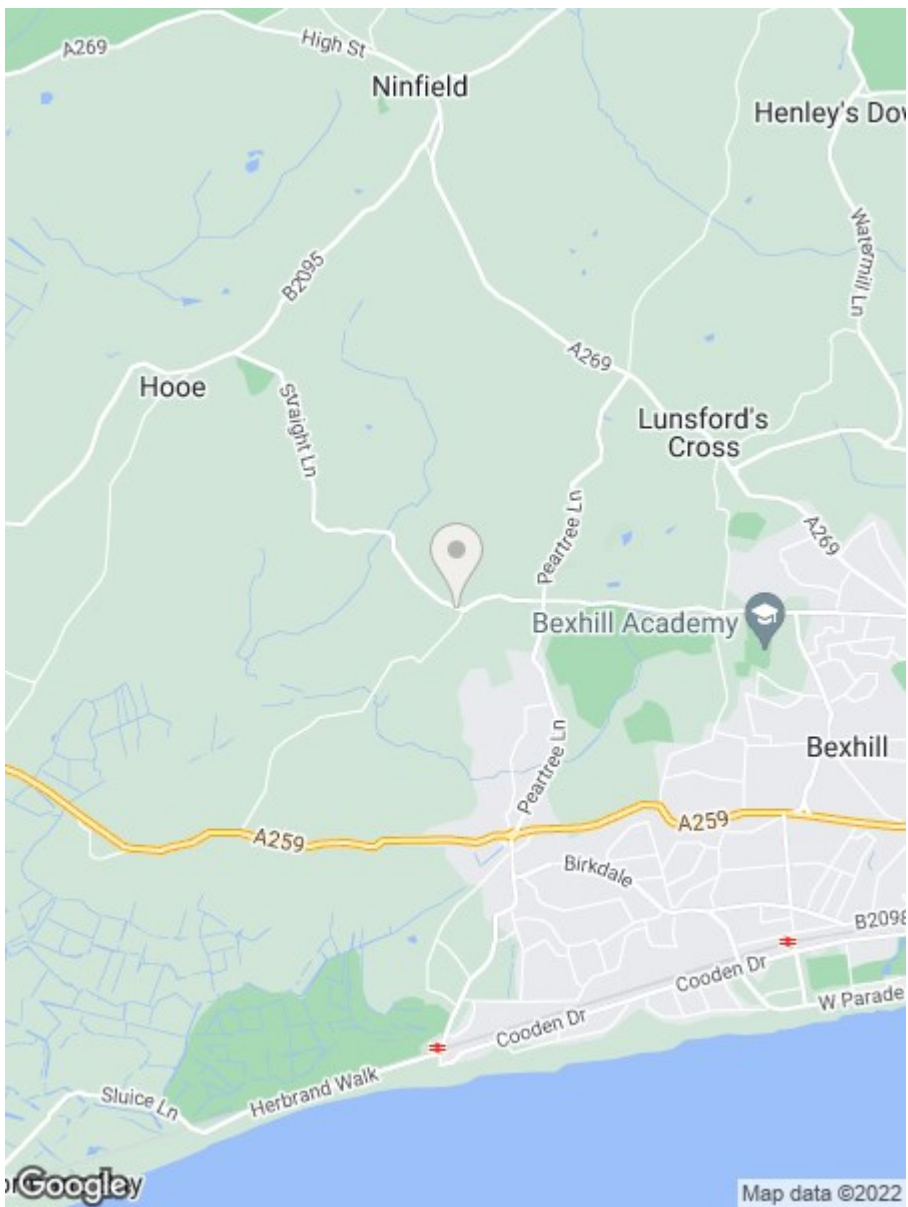 A269
High St
Ninfield
Henley's Dov
Watermill Ln
B2095
A269
Hooe
Straight Ln
Lunsford's
Cross
A269
Peartree Ln
Bexhill Academy
Peartree Ln
Bexhill
A259
A259
Birkdale
B2098
Cooden Dr
W Parade
Cooden Dr
Herbrand Walk
Sluice Ln
Google
Map data ©2022